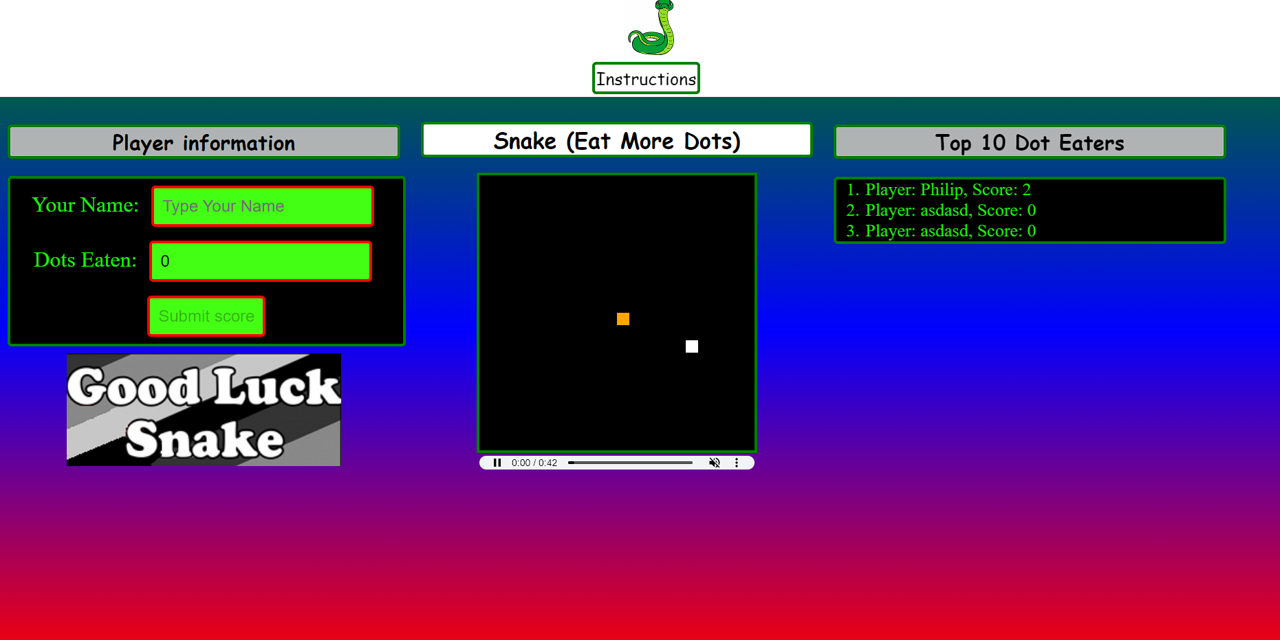 Instructions
Player information
Your Name: Type Your Name
Dots Eaten: 0
Submit score
Good Luck
Snake
Snake (Eat More Dots)
0:00 / 0:42
Top 10 Dot Eaters
1. Player: Philip, Score: 2
2. Player: asdasd, Score: 0
3. Player: asdasd, Score: 0